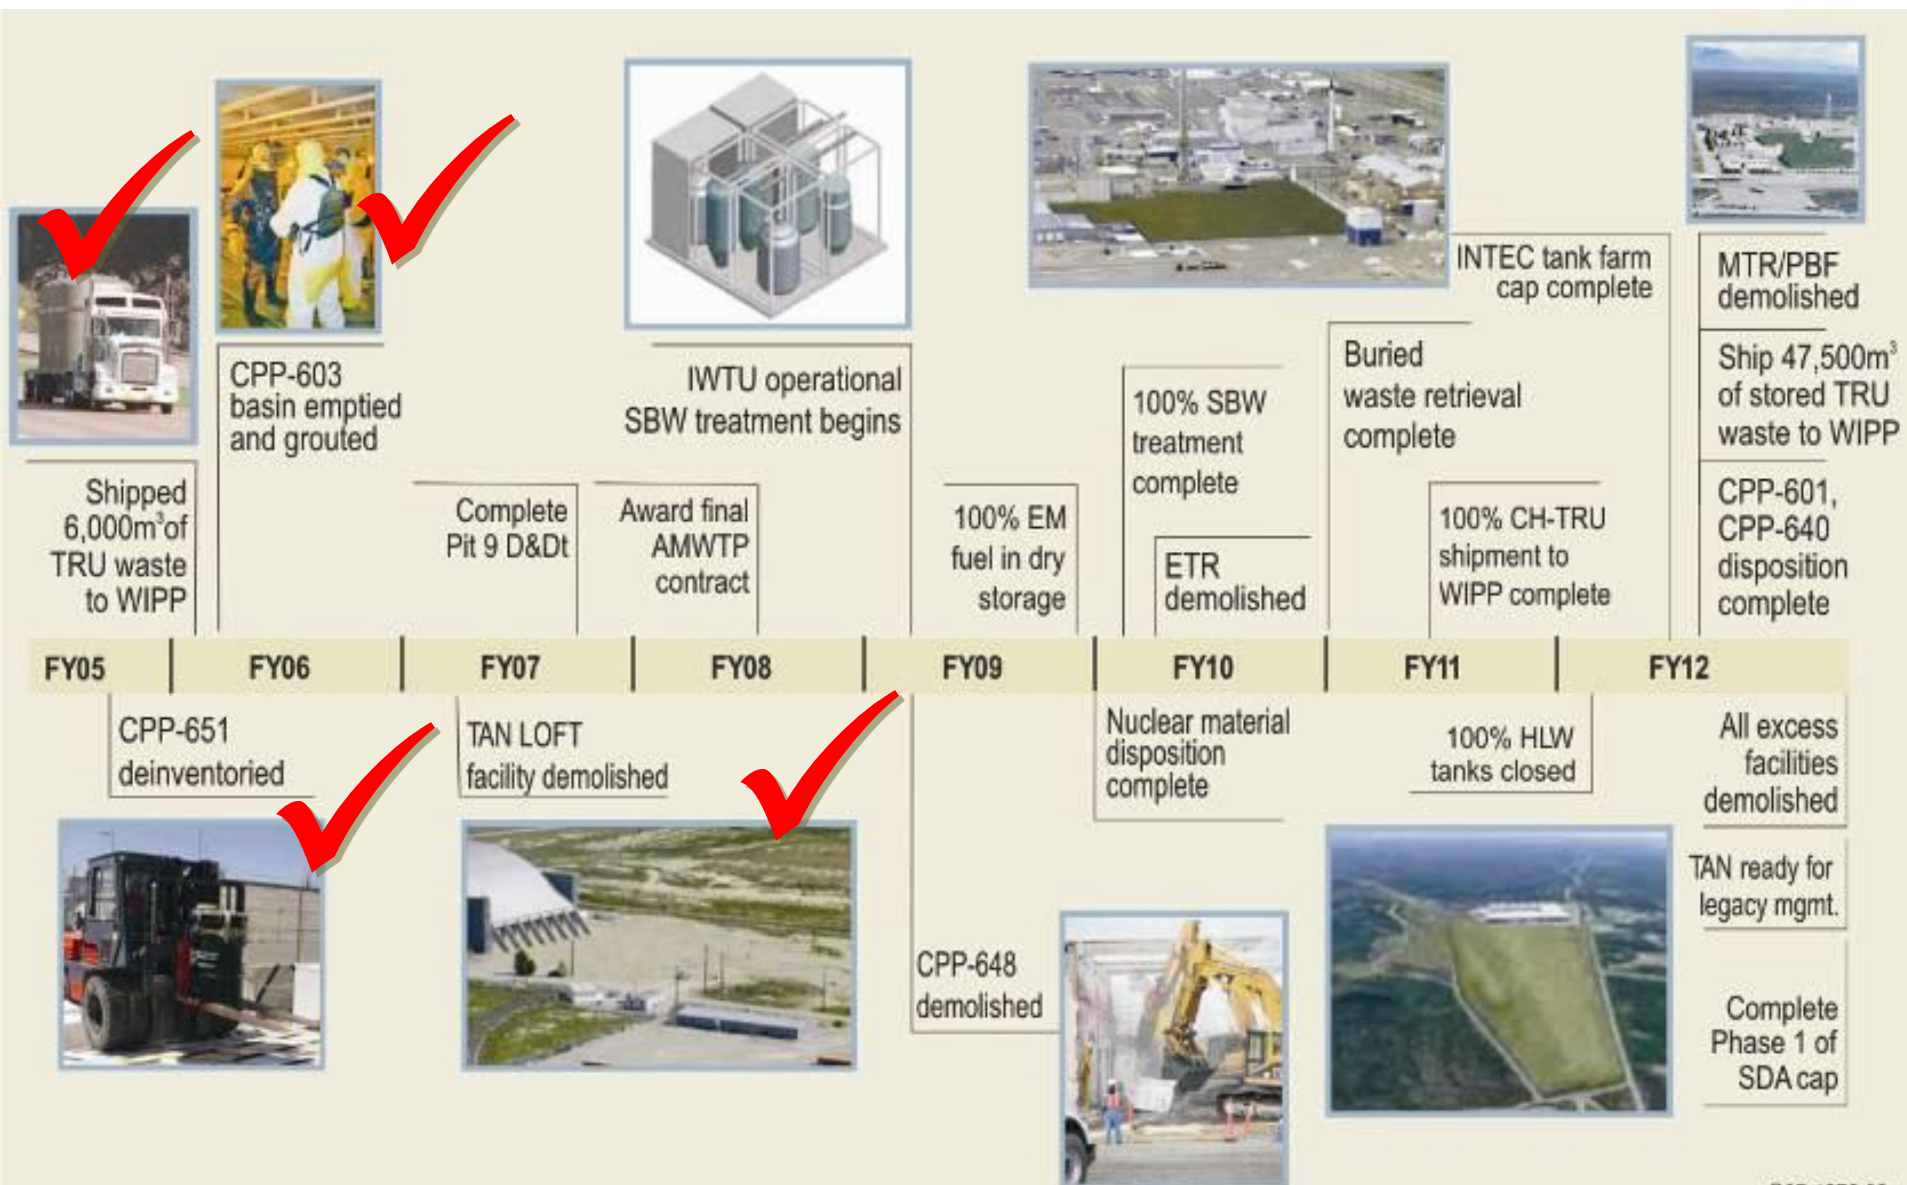 Shipped
6,000m³of
TRU waste
to WIPP
CPP-603
basin emptied
and grouted
Complete
Pit 9 D&Dt
Award final
AMWTP
contract
IWTU operational
SBW treatment begins
100% EM
fuel in dry
storage
100% SBW
treatment
complete
ETR
demolished
Buried
waste retrieval
complete
100% CH-TRU
shipment to
WIPP complete
INTEC tank farm
cap complete
MTR/PBF
demolished
Ship 47,500m³
of stored TRU
waste to WIPP
CPP-601,
CPP-640
disposition
complete
FY05 FY06 FY07 FY08 FY09 FY10 FY11 FY12
CPP-651
deinventoried
TAN LOFT
facility demolished
CPP-648
demolished
Nuclear material
disposition
complete
100% HLW
tanks closed
All excess
facilities
demolished
TAN ready for
legacy mgmt.
Complete
Phase 1 of
SDA cap